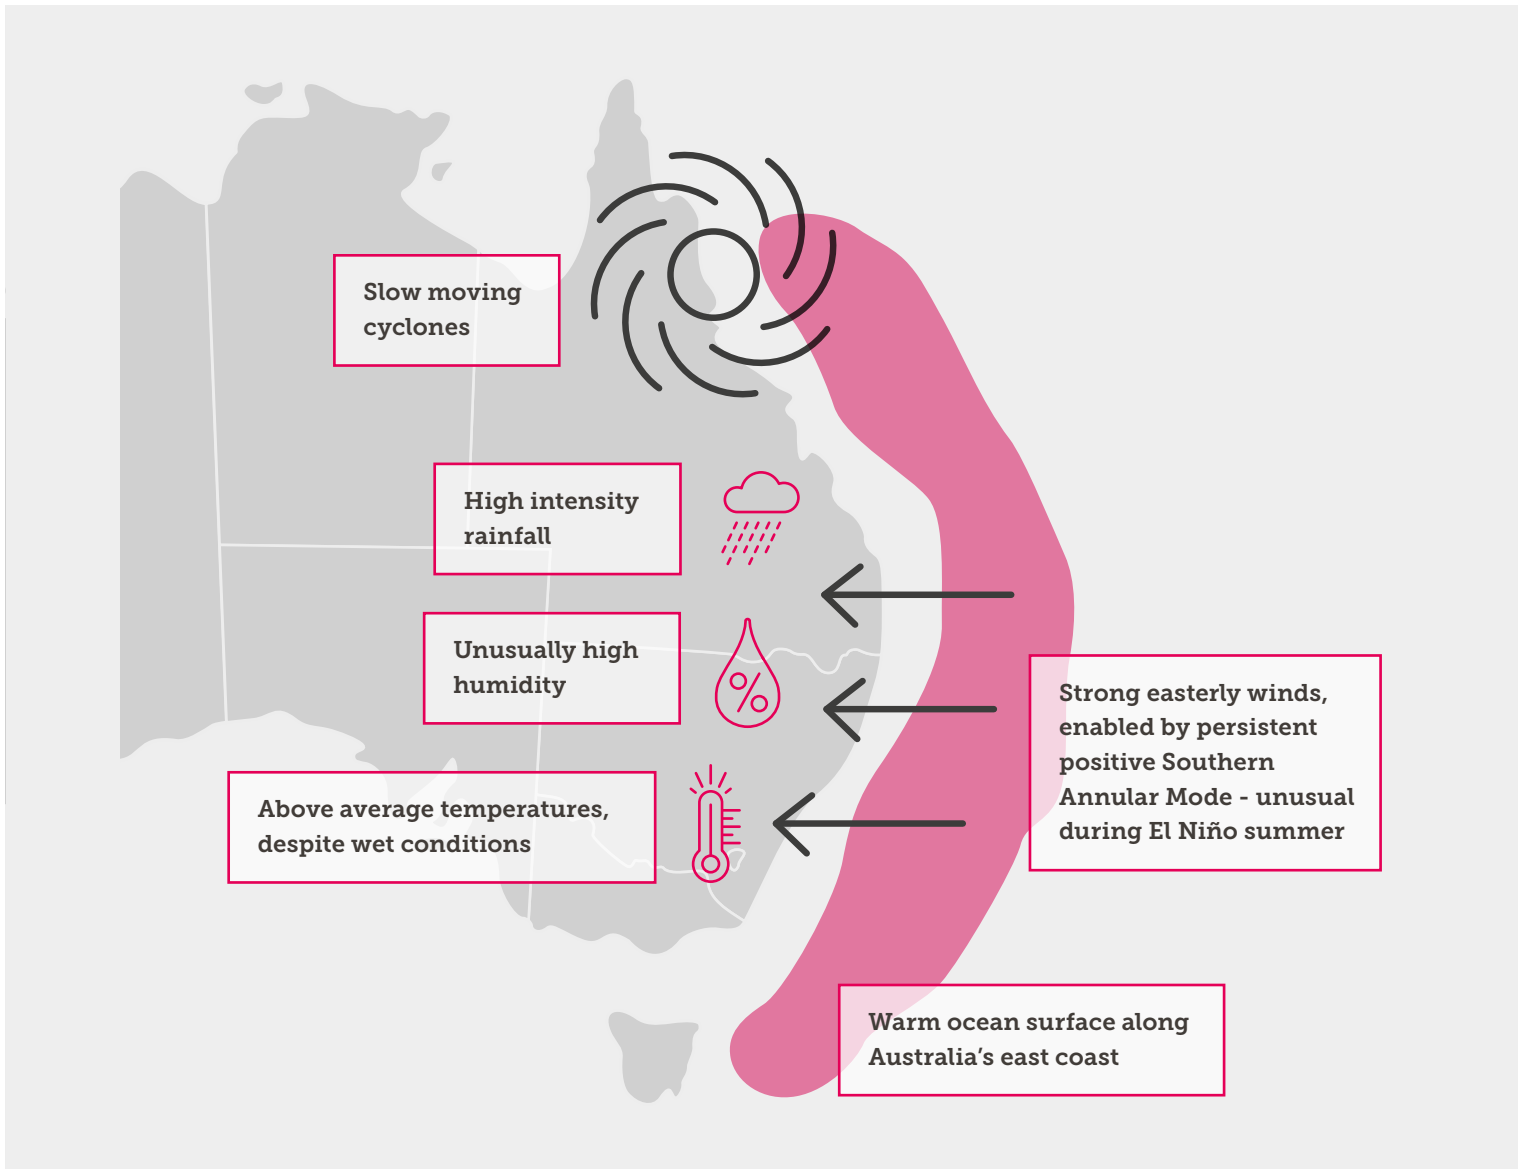 Slow moving
cyclones
High intensity
rainfall
Unusually high
humidity
%
Strong easterly winds,
enabled by persistent
positive Southern
Annular Mode - unusual
during El Niño summer
Above average temperatures,
despite wet conditions
Warm ocean surface along
Australia’s east coast